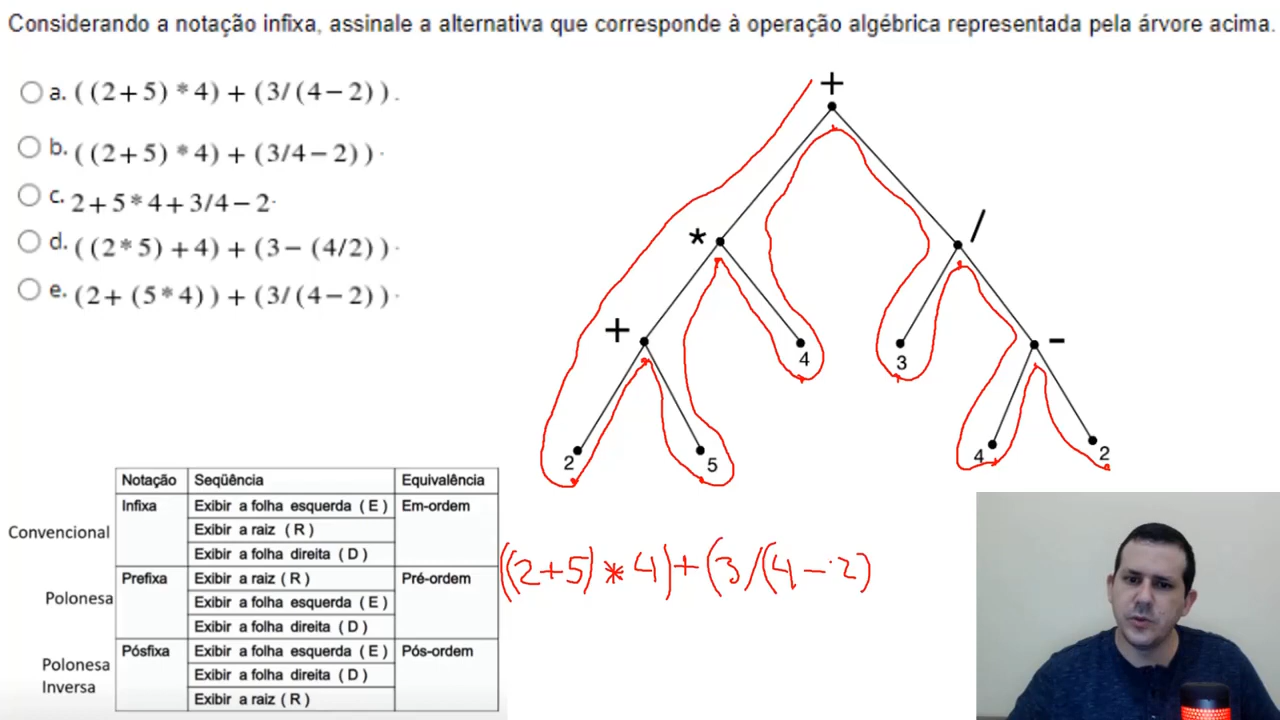 Considerando a notação infixa, assinale a alternativa que corresponde à operação algébrica representada pela árvore acima.
a. ((2+5)*4)+(3/(4−2)).
b. ((2+5)*4)+(3/4−2))·
c. 2+5*4+3/4−2·
d. ((2*5)+4)+(3−(4/2))·
e. (2+(5*4))+(3/(4−2))·
+
*
/
+
4
3
-
2
5
4
2
Notação Seqüência Equivalência
Convencional
Infixa
Exibir a folha esquerda ( E )
Em-ordem
Exibir a raiz ( R )
Exibir a folha direita ( D )
Polonesa
Prefixa
Exibir a raiz ( R )
Pré-ordem
Exibir a folha esquerda ( E )
Exibir a folha direita ( D )
Polonesa
Inversa
Pósfixa
Exibir a folha esquerda ( E )
Pós-ordem
Exibir a folha direita ( D )
Exibir a raiz ( R )
((2+5)*4)+(3/(4−2)